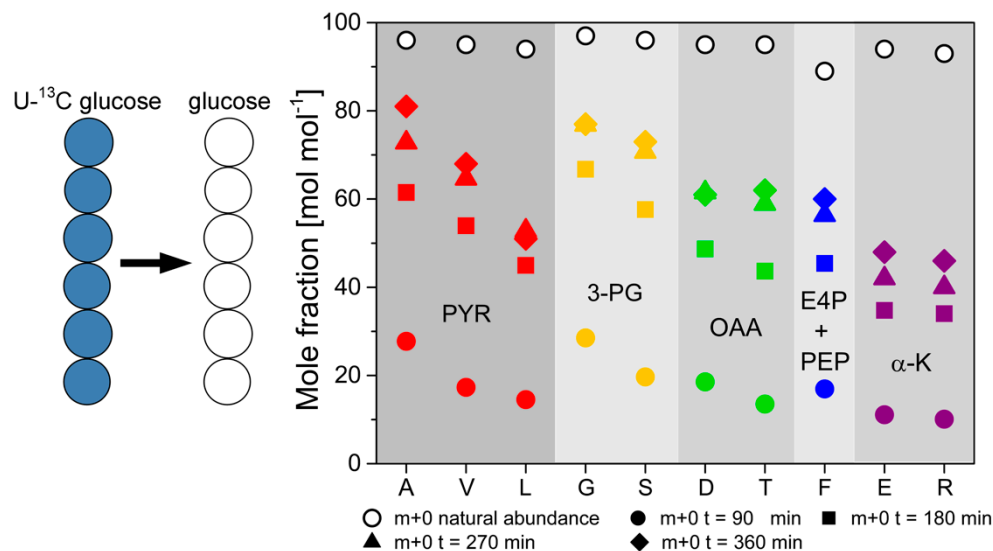 U-¹³C glucose
glucose
Mole fraction [mol mol⁻¹]
100
80
60
40
20
0
PYR
3-PG
OAA
E4P
+
PEP
α-K
A V L G S D T F E R
m+0 natural abundance m+0 t = 90 min m+0 t = 180 min
m+0 t = 270 min m+0 t = 360 min